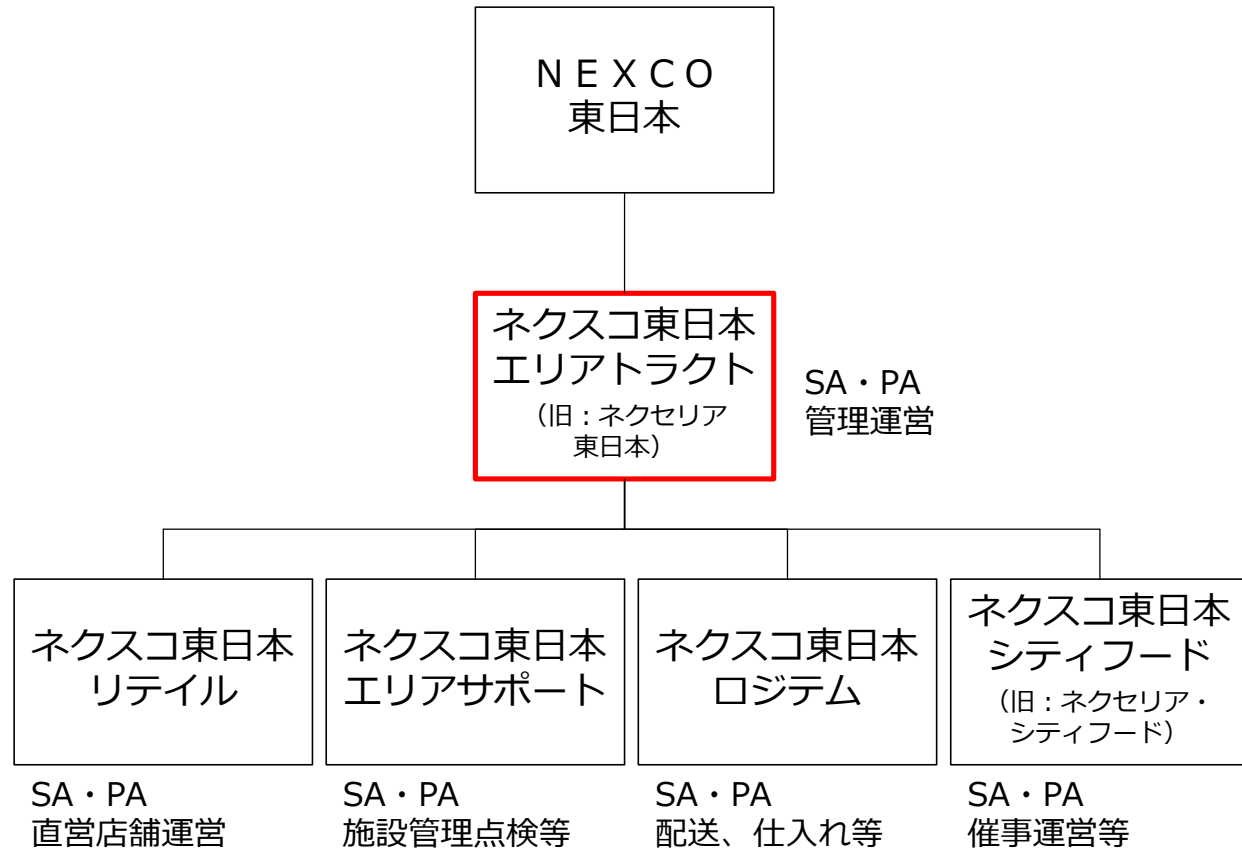 ＮＥＸＣＯ
東日本
ネクスコ東日本
エリアトラクト
（旧：ネクセリア
東日本）
SA・PA
管理運営
ネクスコ東日本
リテイル
SA・PA
直営店舗運営
ネクスコ東日本
エリアサポート
SA・PA
施設管理点検等
ネクスコ東日本
ロジテム
SA・PA
配送、仕入れ等
ネクスコ東日本
シティフード
（旧：ネクセリア・
シティフード）
SA・PA
催事運営等